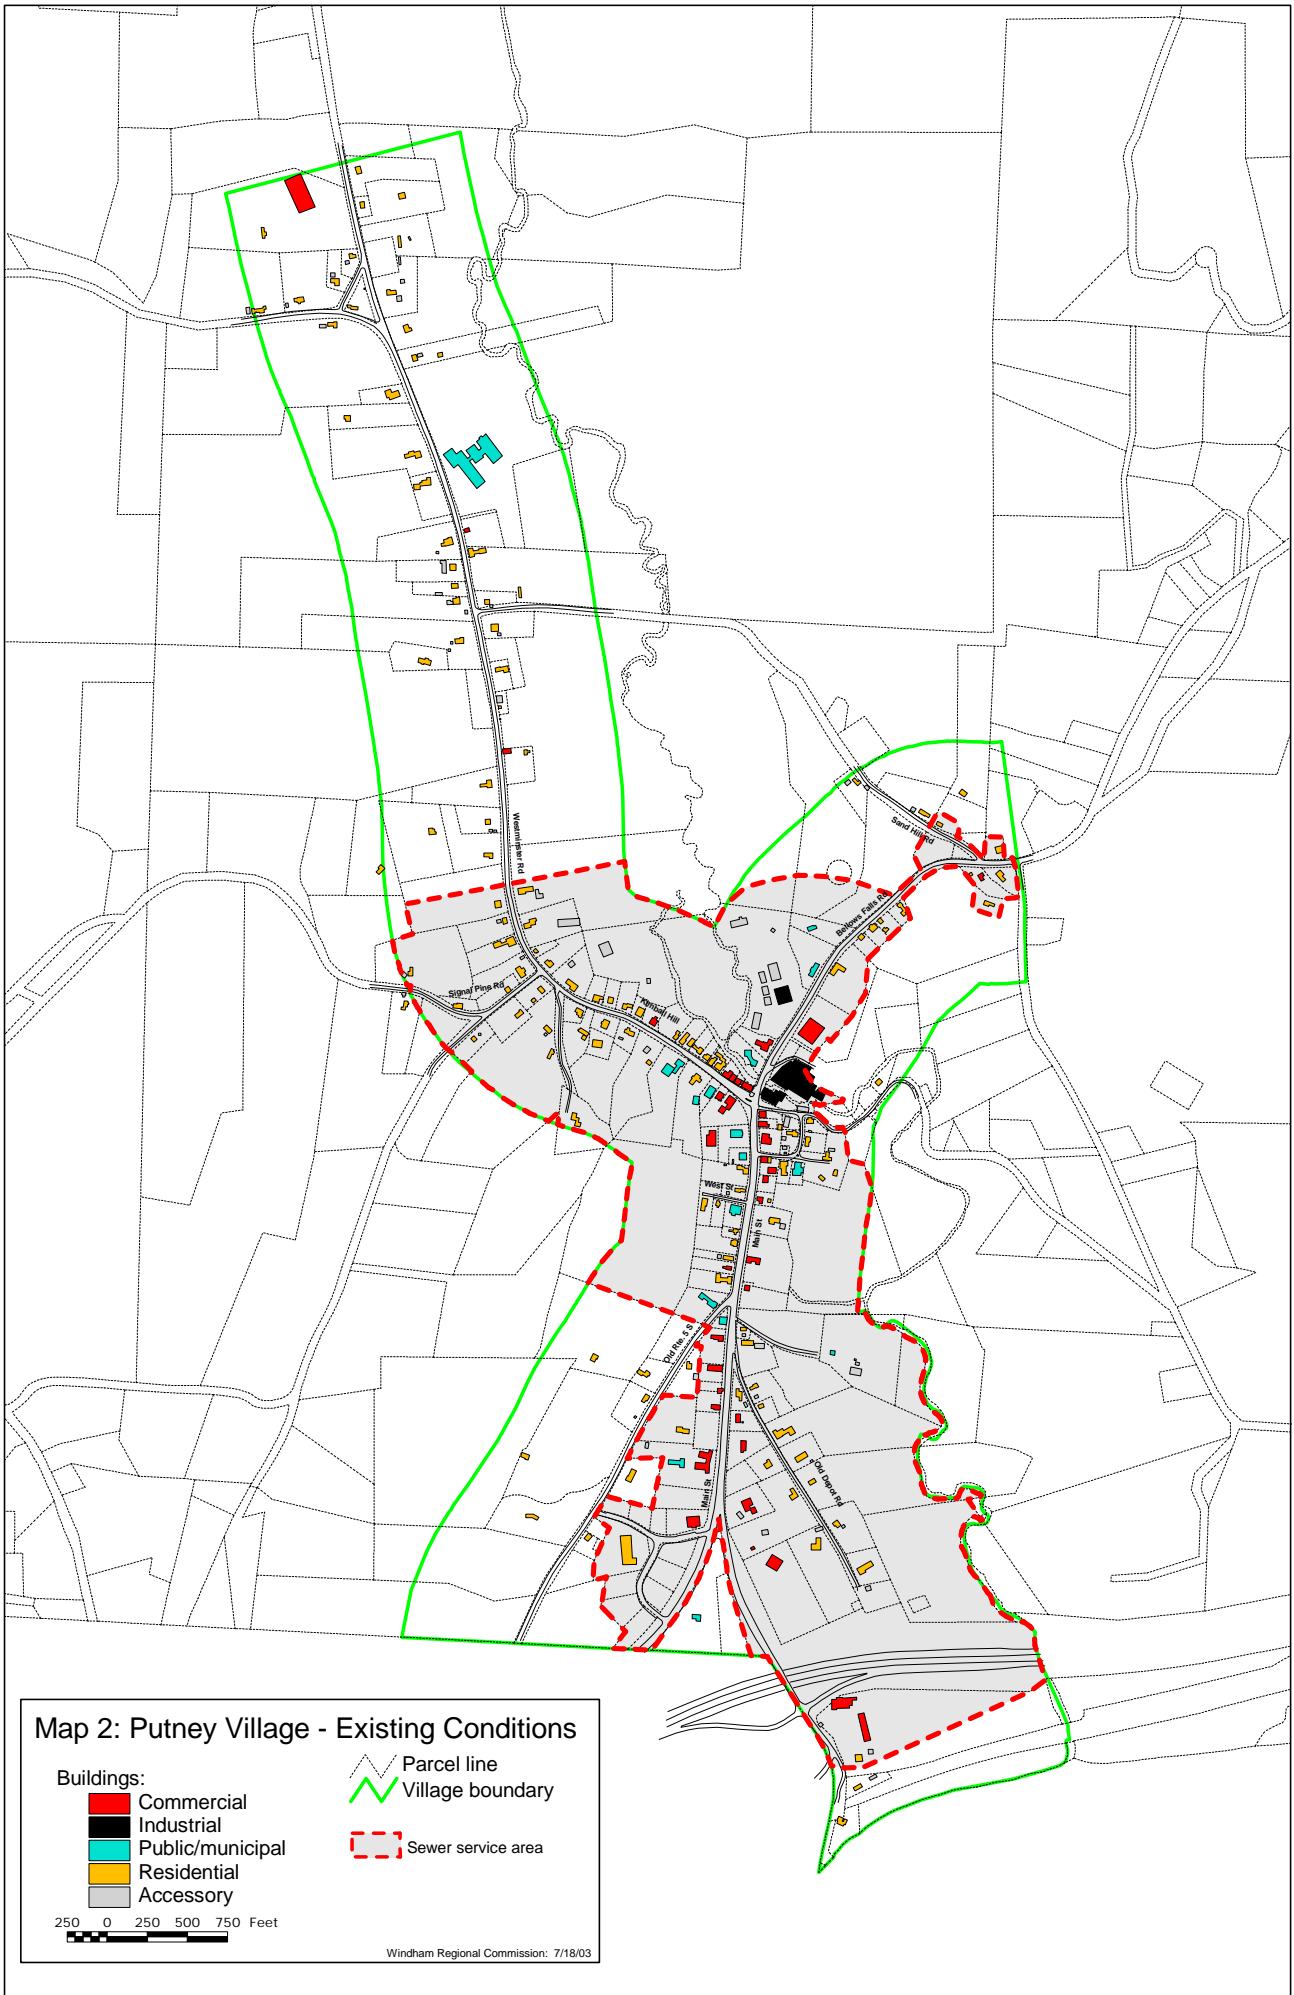 Westminster Rd
Sand Hill Rd
Bellows Falls Rd
Signal Pine Rd
Kimball Hill
West St
Main St
Old Rte. 5 S
Old Depot Rd
Main St
Map 2: Putney Village - Existing Conditions
Buildings:
Commercial
Industrial
Public/municipal
Residential
Accessory
Parcel line
Village boundary
Sewer service area
250 0 250 500 750 Feet
Windham Regional Commission: 7/18/03